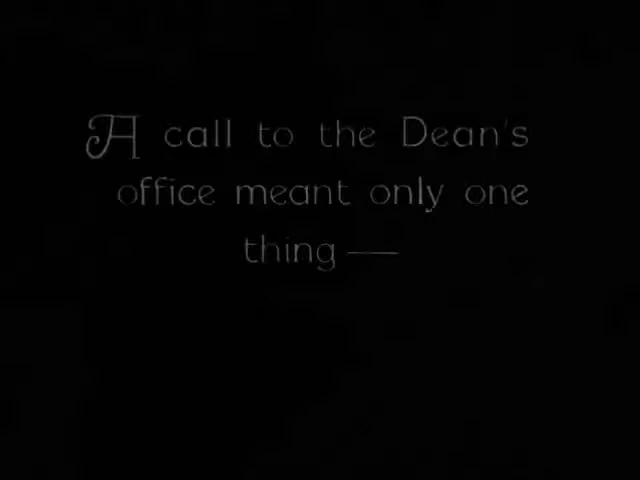 A call to the Dean's
office meant only one
thing —